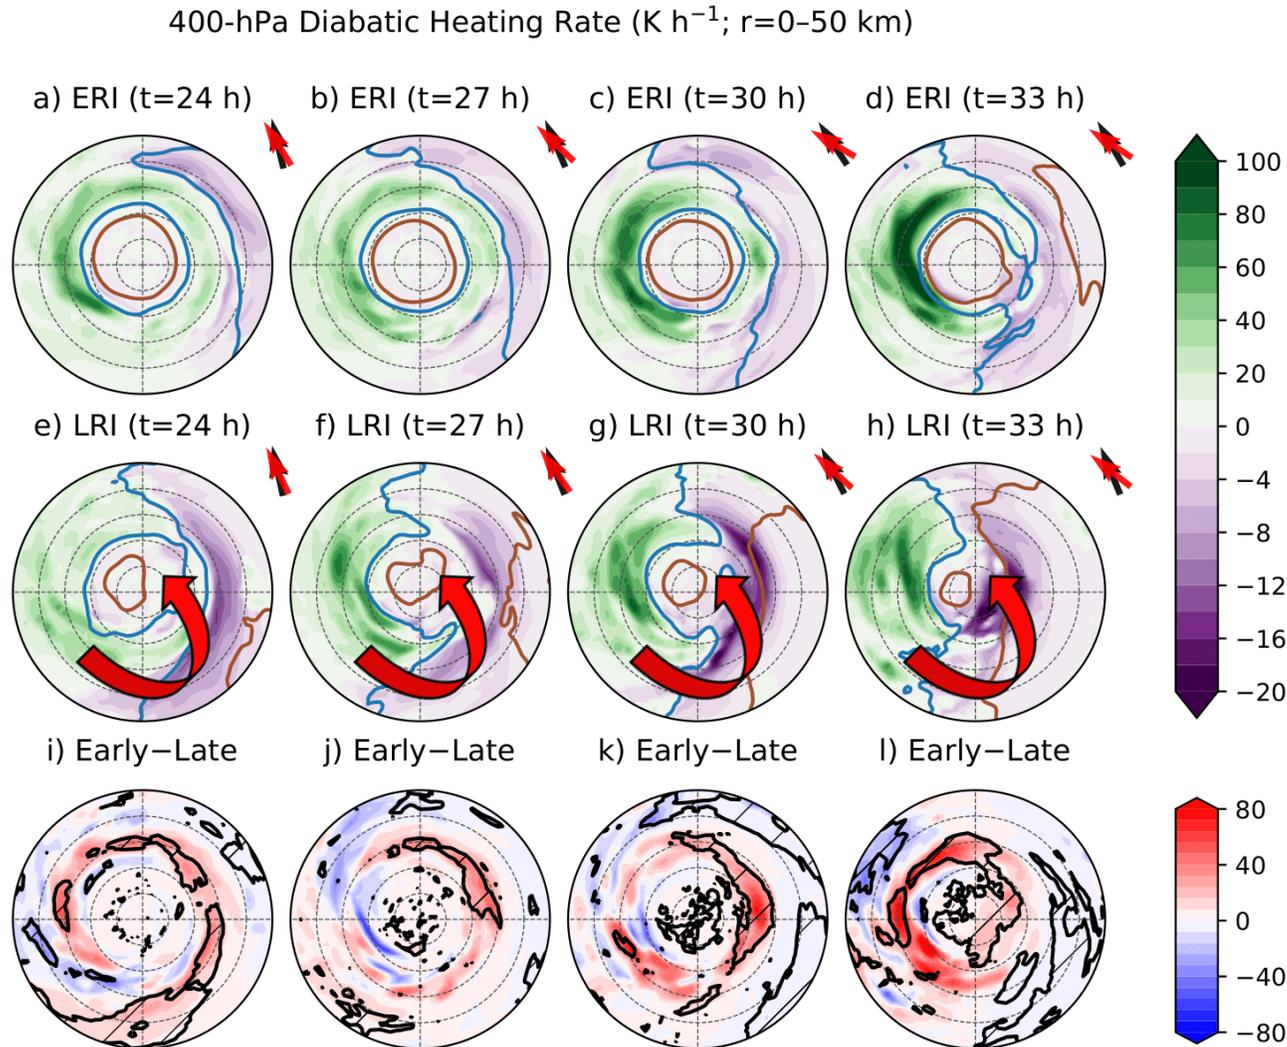 400-hPa Diabatic Heating Rate (K h⁻¹; r=0–50 km)
a) ERI (t=24 h)
b) ERI (t=27 h)
c) ERI (t=30 h)
d) ERI (t=33 h)
100
80
60
40
20
0
−4
−8
−12
−16
−20
e) LRI (t=24 h)
f) LRI (t=27 h)
g) LRI (t=30 h)
h) LRI (t=33 h)
i) Early−Late
j) Early−Late
k) Early−Late
l) Early−Late
80
40
0
−40
−80